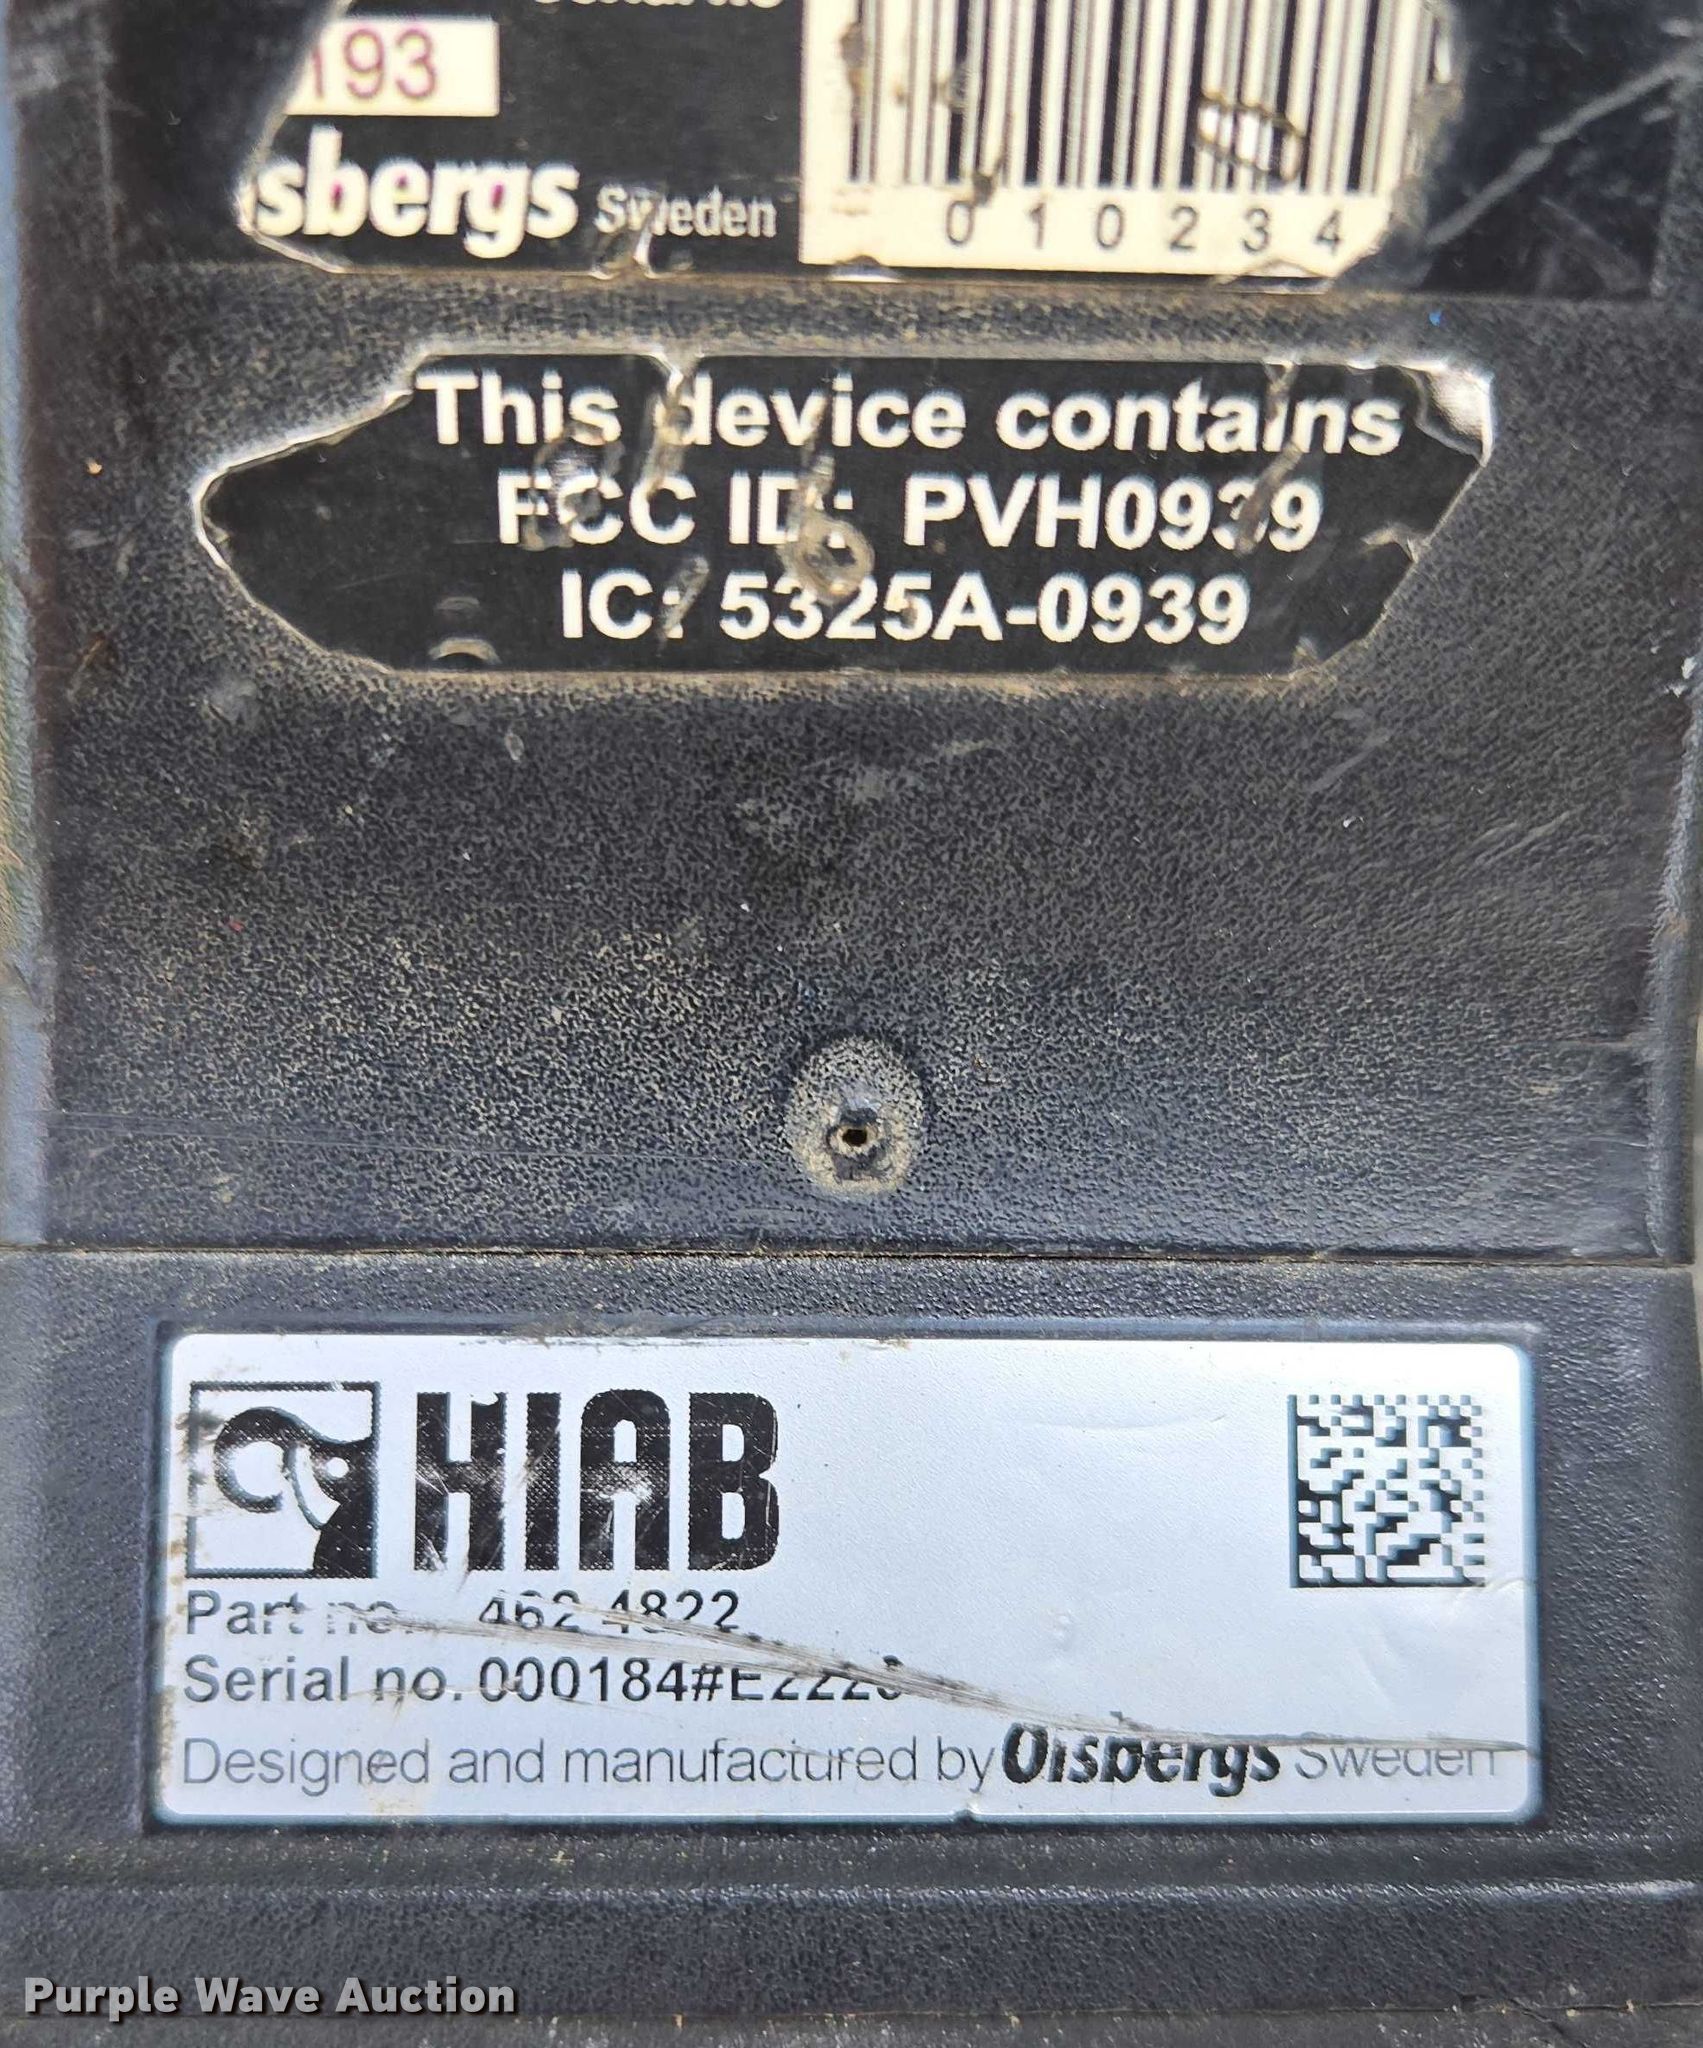 193
sbergs Sweden
010234
This device contains
FCC ID: PVH0939
IC: 5325A-0939
HIAB
Part no. 462 4822
Serial no. 000184#E2223
Designed and manufactured by Olsbergs Sweden
Purple Wave Auction